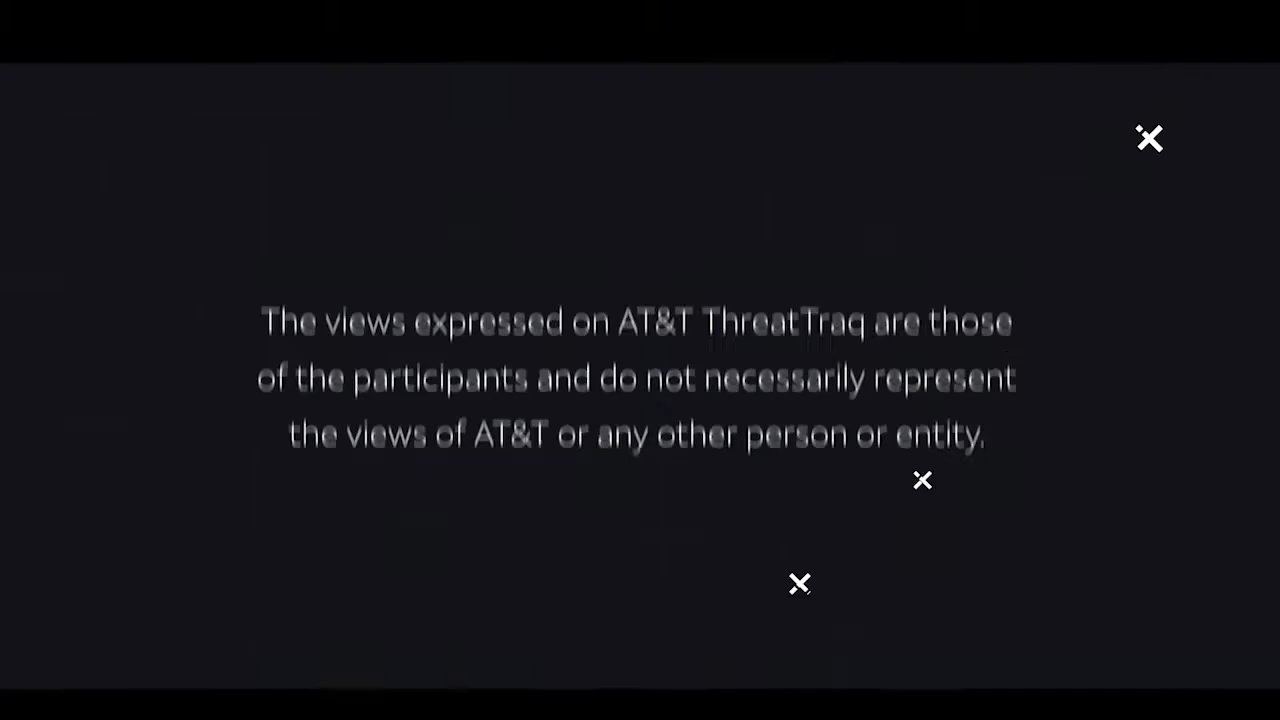 The views expressed on AT&T ThreatTraq are those
of the participants and do not necessarily represent
the views of AT&T or any other person or entity.